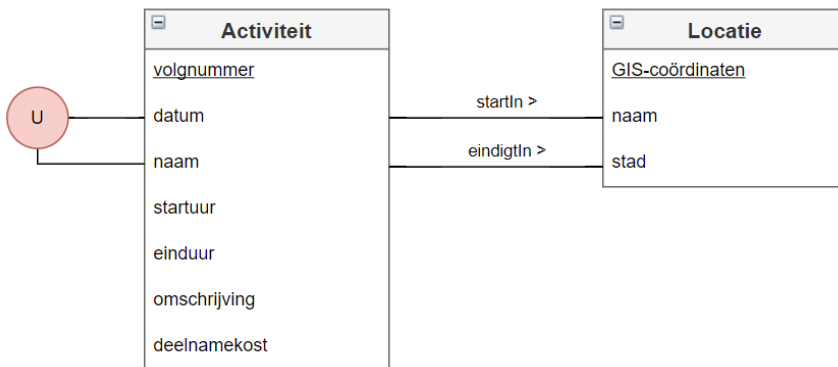 Activiteit
volgnummer
datum
naam
startuur
einduur
omschrijving
deelnamekost
U
startIn >
eindigtIn >
Locatie
GIS-coördinaten
naam
stad